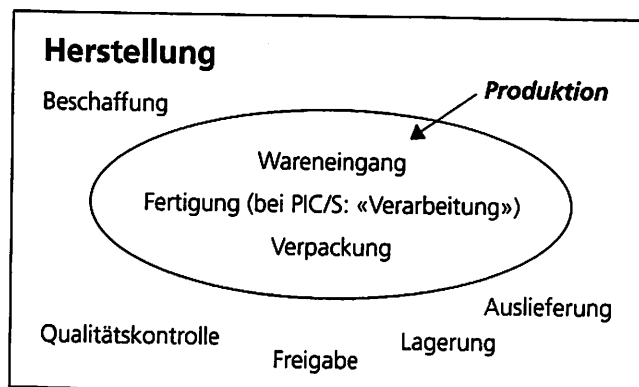 Herstellung
Beschaffung
Produktion
Wareneingang
Fertigung (bei PIC/S: «Verarbeitung»)
Verpackung
Auslieferung
Qualitätskontrolle
Lagerung
Freigabe